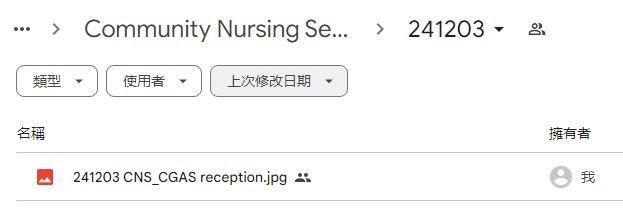 ··· > Community Nursing Se... > 241203
類型 使用者 上次修改日期
名稱 擁有者
241203 CNS_CGAS reception.jpg 我